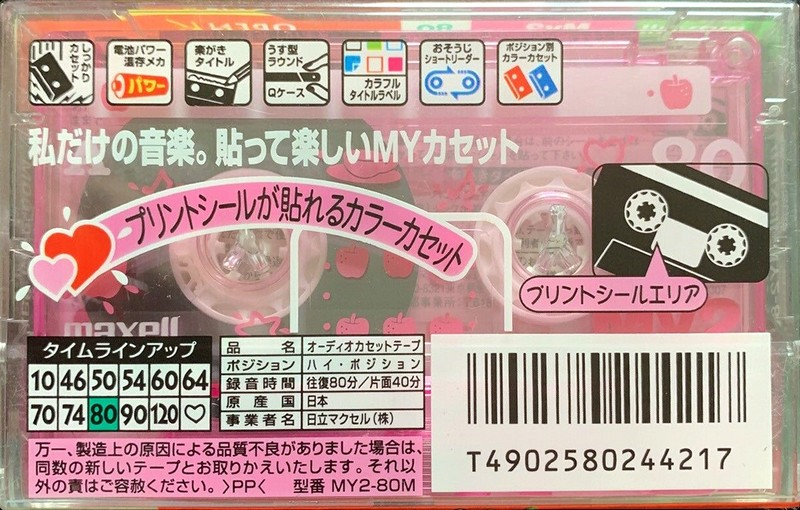 しっかり
カセット
電池パワー
温存メカ
パワー
楽がき
タイトル
うす型
ラウンド
Qケース
カラフル
タイトルラベル
おそうじ
ショートリーダー
ポジション別
カラーカセット
私だけの音楽。貼って楽しいMYカセット
80
プリントシールが貼れるカラーカセット
プリントシールエリア
maxell
タイムラインアップ
10 46 50 54 60 64
70 74 80 90 120 ♡
品名 オーディオカセットテープ
ポジション ハイ・ポジション
録音時間 往復80分／片面40分
原産国 日本
事業者名 日立マクセル(株)
万一、製造上の原因による品質不良がありました場合は、
同数の新しいテープとお取りかえいたします。それ以
外の責はご容赦ください。〉PP〈 型番 MY2-80M
T4902580244217